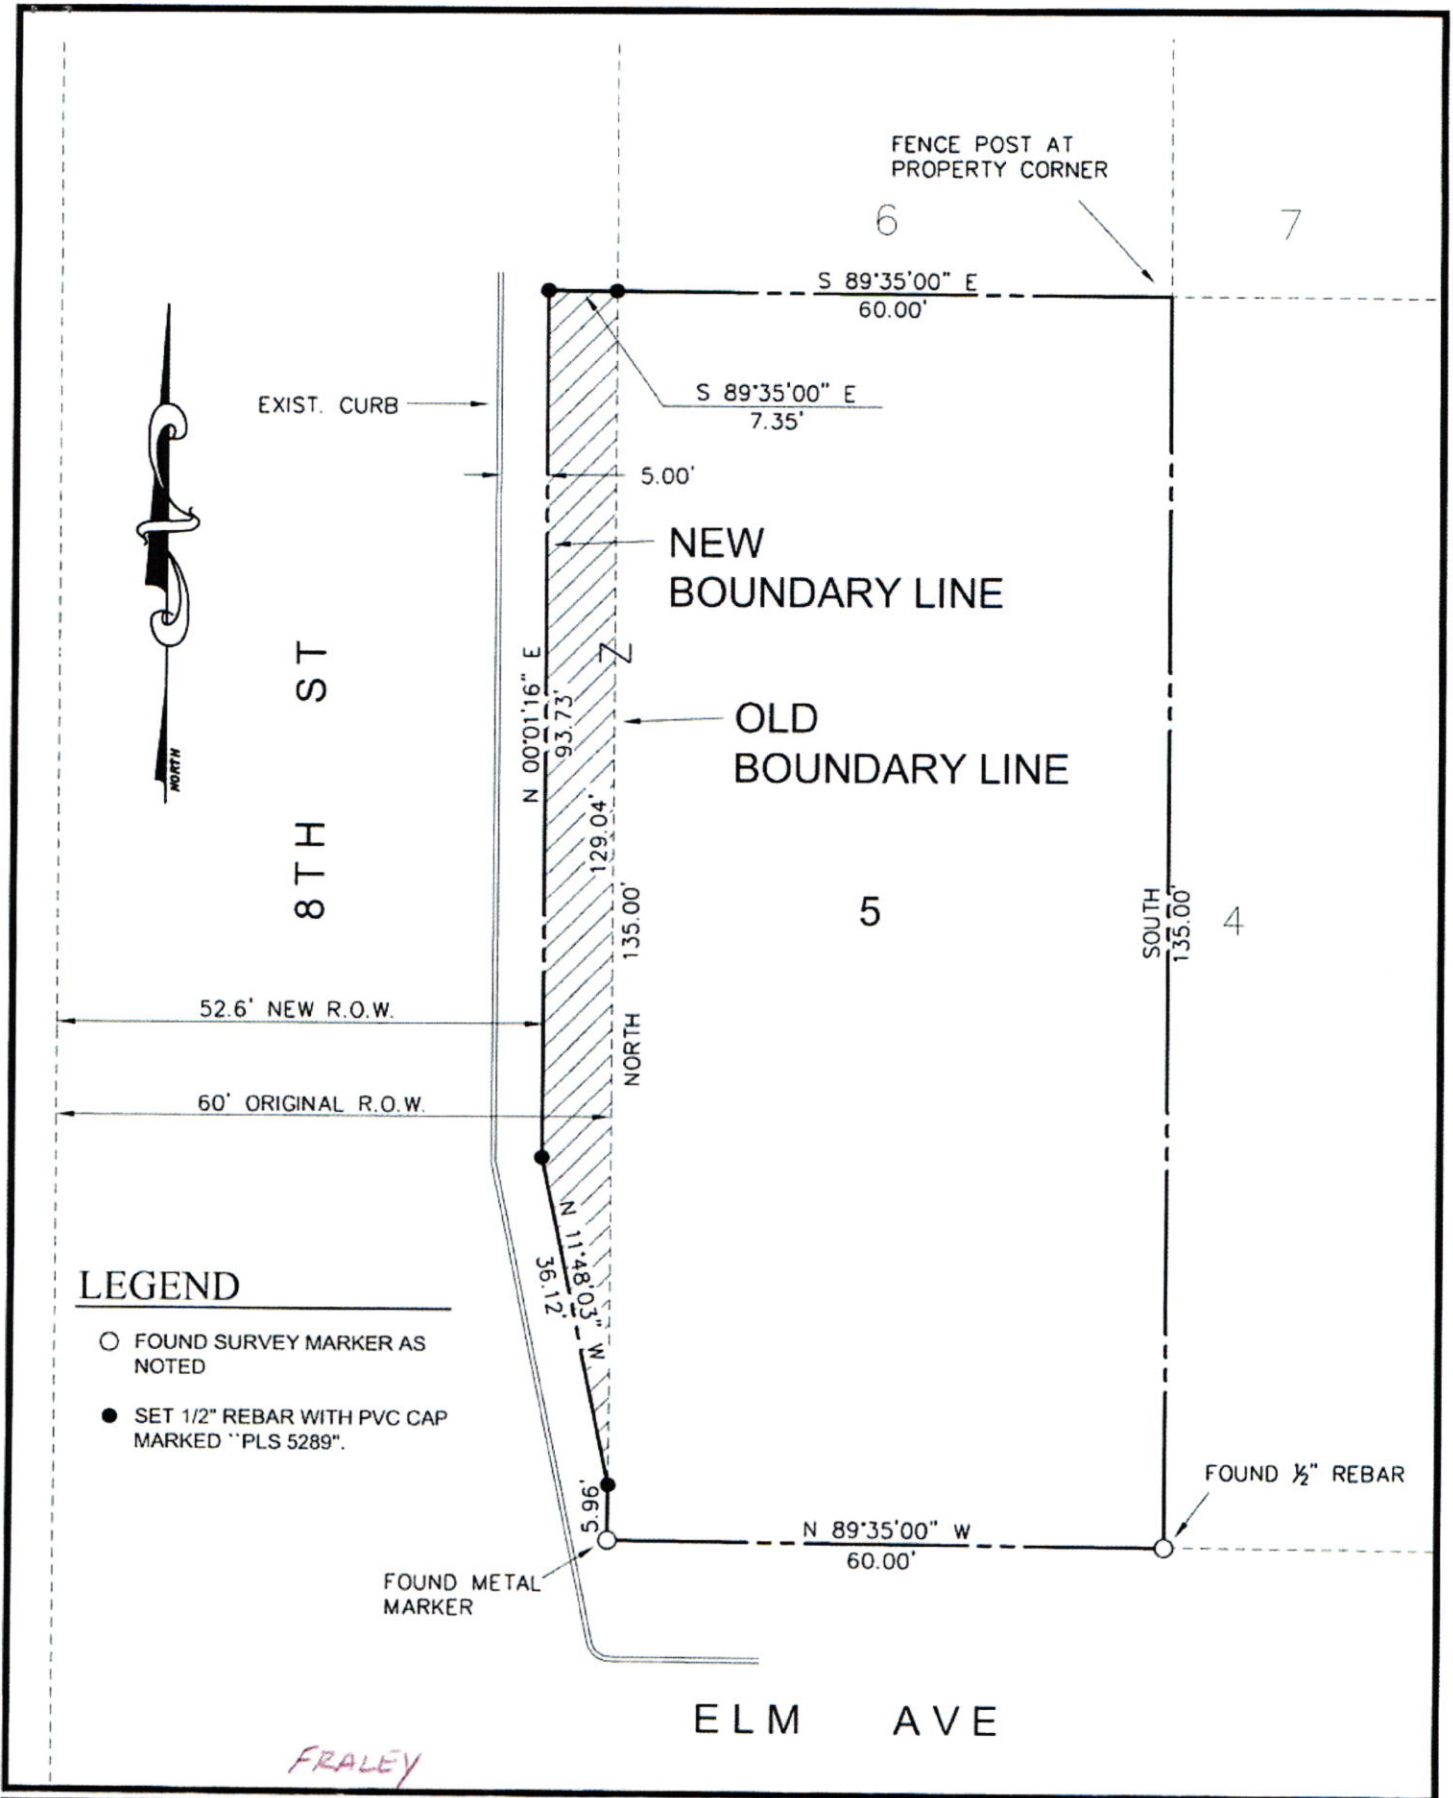 FENCE POST AT
PROPERTY CORNER
6
7
S 89°35'00" E
60.00'
S 89°35'00" E
7.35'
EXIST. CURB
5.00'
NEW
BOUNDARY LINE
N 00°01'16" E
93.73'
Z
OLD
BOUNDARY LINE
NORTH
8TH ST
129.04'
NORTH 135.00'
5
SOUTH
135.00'
4
52.6' NEW R.O.W.
60' ORIGINAL R.O.W.
N 11°48'03" W
36.12'
LEGEND
FOUND SURVEY MARKER AS
NOTED
SET 1/2" REBAR WITH PVC CAP
MARKED ``PLS 5289".
5.96'
FOUND ½" REBAR
N 89°35'00" W
60.00'
FOUND METAL
MARKER
ELM AVE
FRALEY